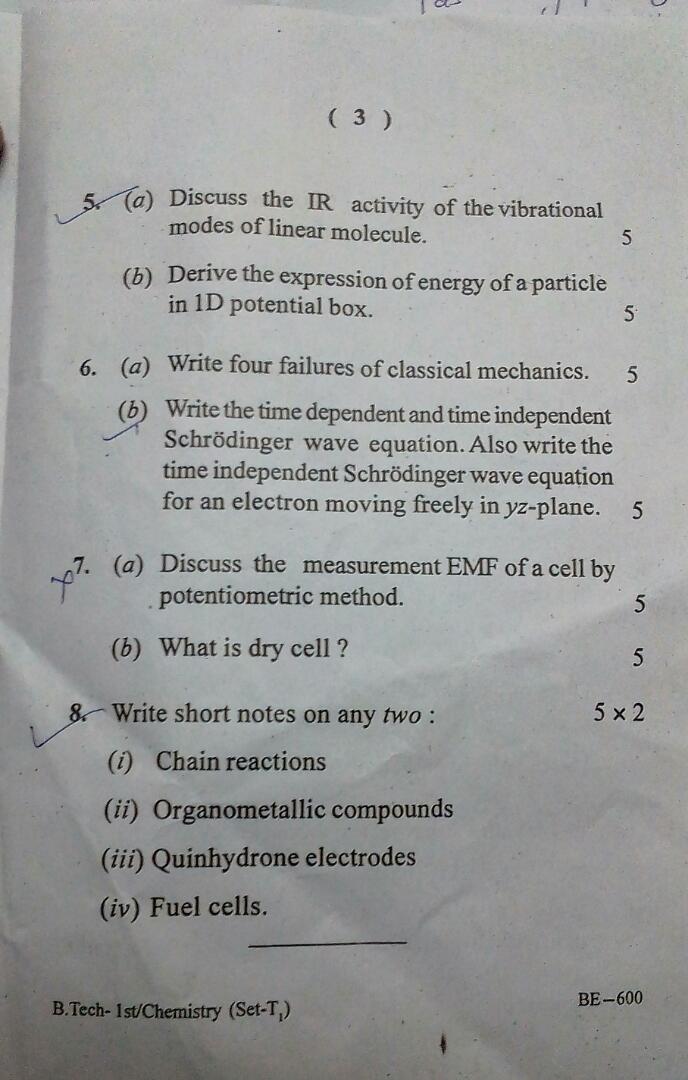 ( 3 )
5. (a) Discuss the IR activity of the vibrational
modes of linear molecule. 5
(b) Derive the expression of energy of a particle
in 1D potential box. 5
6. (a) Write four failures of classical mechanics. 5
(b) Write the time dependent and time independent
Schrödinger wave equation. Also write the
time independent Schrödinger wave equation
for an electron moving freely in yz-plane. 5
7. (a) Discuss the measurement EMF of a cell by
potentiometric method. 5
(b) What is dry cell ? 5
8. Write short notes on any two : 5 × 2
(i) Chain reactions
(ii) Organometallic compounds
(iii) Quinhydrone electrodes
(iv) Fuel cells.
B.Tech- 1st/Chemistry (Set-T₁) BE–600